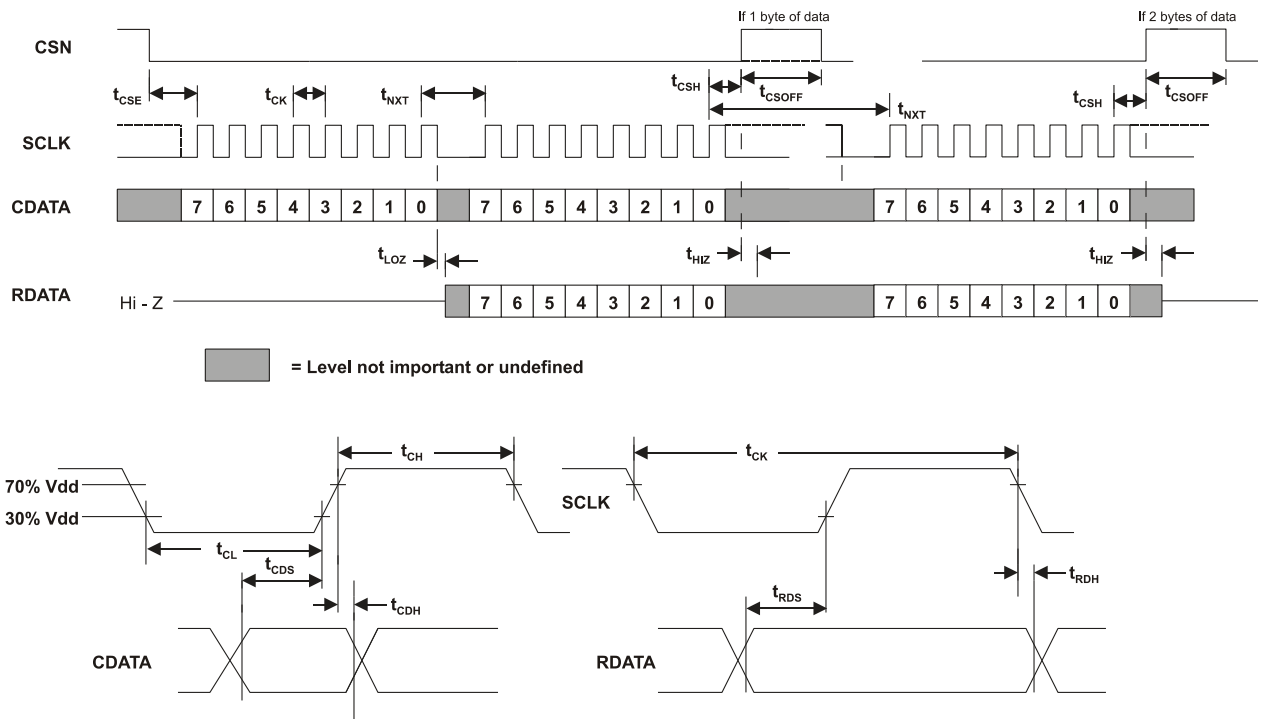 If 1 byte of data If 2 bytes of data
CSN
tCSE tCK tNXT tCSH tCSOFF tNXT tCSH tCSOFF
SCLK
CDATA 7 6 5 4 3 2 1 0 7 6 5 4 3 2 1 0 7 6 5 4 3 2 1 0
tLOZ tHIZ tHIZ
RDATA Hi - Z 7 6 5 4 3 2 1 0 7 6 5 4 3 2 1 0
= Level not important or undefined
tCH tCK
70% Vdd SCLK
30% Vdd
tCL
tCDS tRDH
tCDH tRDS
CDATA RDATA